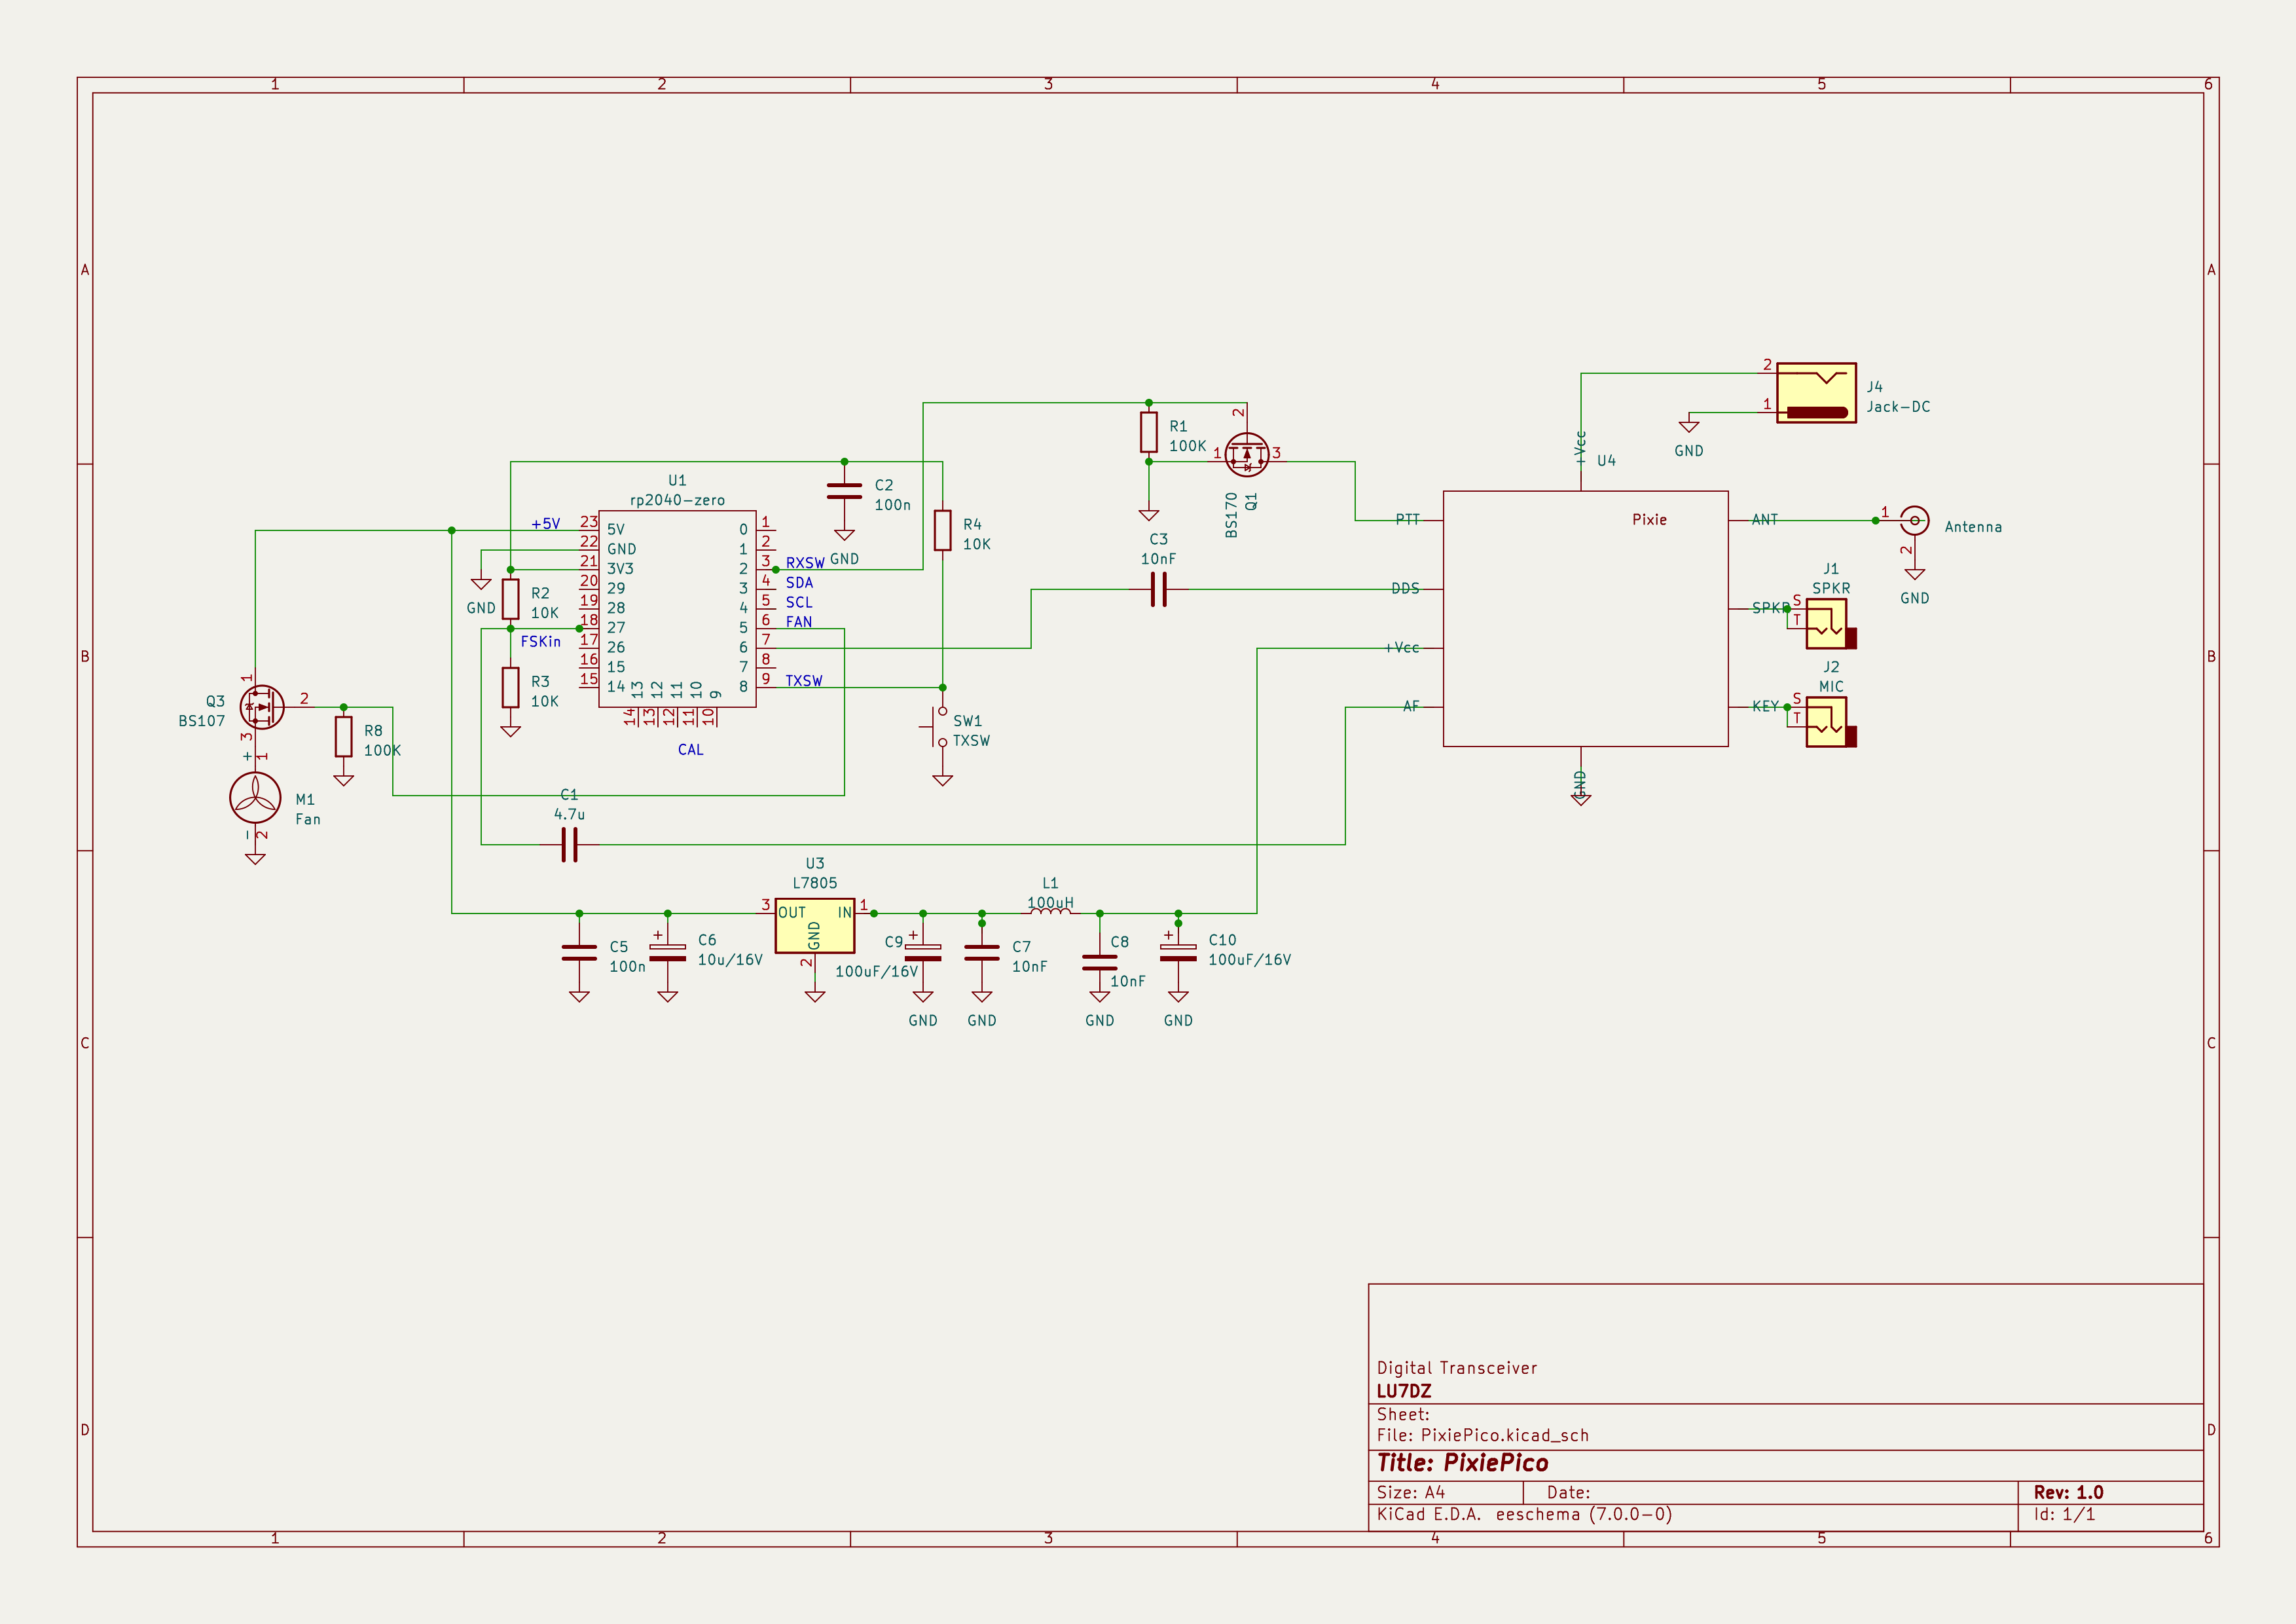 1 2 3 4 5 6
A A
B B
C C
D D
2
J4
1
Jack-DC
GND
R1
100K
2
1 3
BS170
Q1
+Vcc
U4
U1
rp2040-zero
C2
100n
GND
R4
10K
+5V
23 5V
22 GND
21 3V3
20 29
19 28
18 27
17 26
16 15
15 14
0 1
1 2
2 3 RXSW
3 4 SDA
4 5 SCL
5 6 FAN
6 7
7 8
8 9 TXSW
13 12 11 10 9
14 13 12 11 10
CAL
GND
R2
10K
FSKin
R3
10K
C3
10nF
PTT
DDS
+Vcc
AF
Pixie
ANT
SPKR
KEY
GND
1
2
Antenna
GND
J1
SPKR
S
T
J2
MIC
S
T
Q3
BS107
1
2
3
R8
100K
+
1
M1
Fan
-
2
SW1
TXSW
C1
4.7u
U3
L7805
3 OUT IN 1
GND
2
L1
100uH
C5
100n
+
C6
10u/16V
C9
+
100uF/16V
C7
10nF
C8
10nF
+
C10
100uF/16V
GND GND GND GND
Digital Transceiver
LU7DZ
Sheet:
File: PixiePico.kicad_sch
Title: PixiePico
Size: A4 Date: Rev: 1.0
KiCad E.D.A. eeschema (7.0.0-0) Id: 1/1
1 2 3 4 5 6